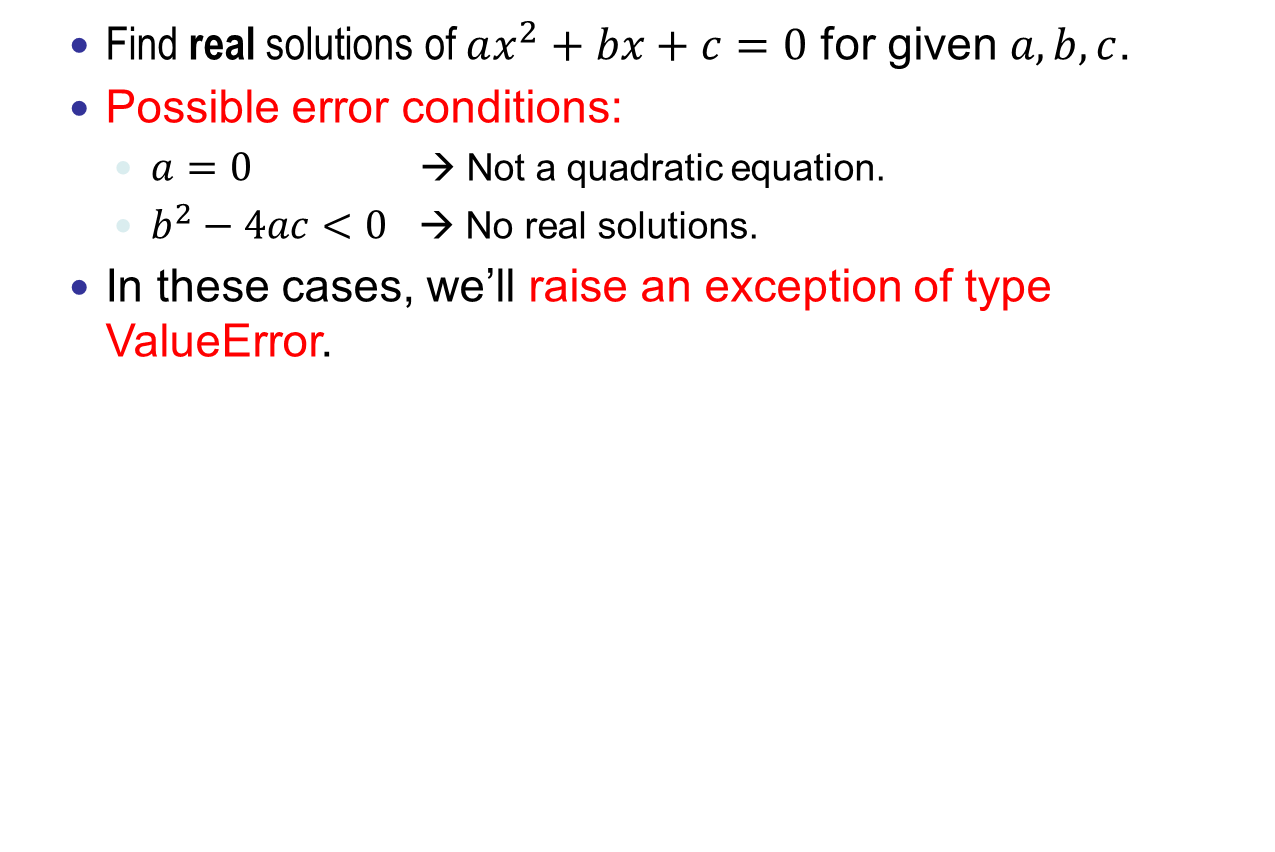 • Find real solutions of 𝑎𝑥² + 𝑏𝑥 + 𝑐 = 0 for given 𝑎, 𝑏, 𝑐.
• Possible error conditions:
• 𝑎 = 0 → Not a quadratic equation.
• 𝑏² − 4𝑎𝑐 < 0 → No real solutions.
• In these cases, we’ll raise an exception of type
ValueError.